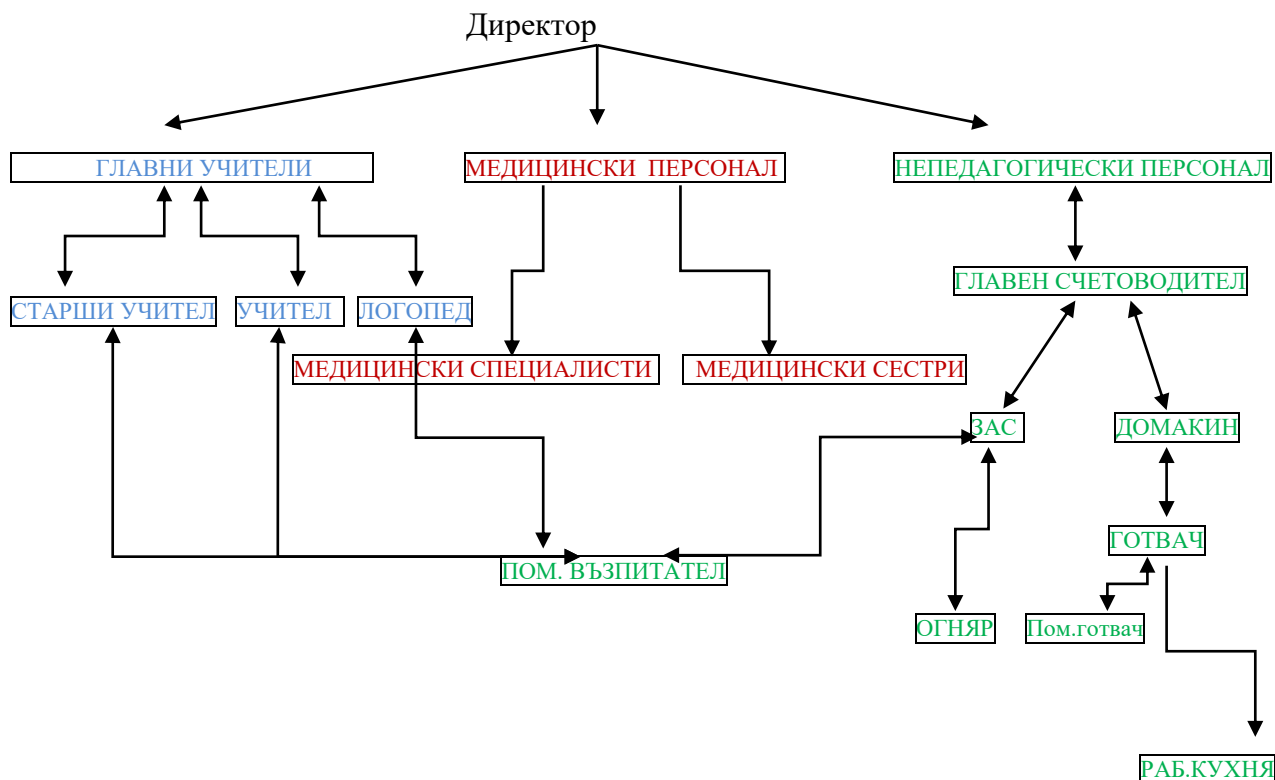 Директор
ГЛАВНИ УЧИТЕЛИ
МЕДИЦИНСКИ ПЕРСОНАЛ
НЕПЕДАГОГИЧЕСКИ ПЕРСОНАЛ
ГЛАВЕН СЧЕТОВОДИТЕЛ
СТАРШИ УЧИТЕЛ
УЧИТЕЛ
ЛОГОПЕД
МЕДИЦИНСКИ СПЕЦИАЛИСТИ
МЕДИЦИНСКИ СЕСТРИ
ЗАС
ДОМАКИН
ГОТВАЧ
ПОМ. ВЪЗПИТАТЕЛ
ОГНЯР
Пом.готвач
РАБ.КУХНЯ